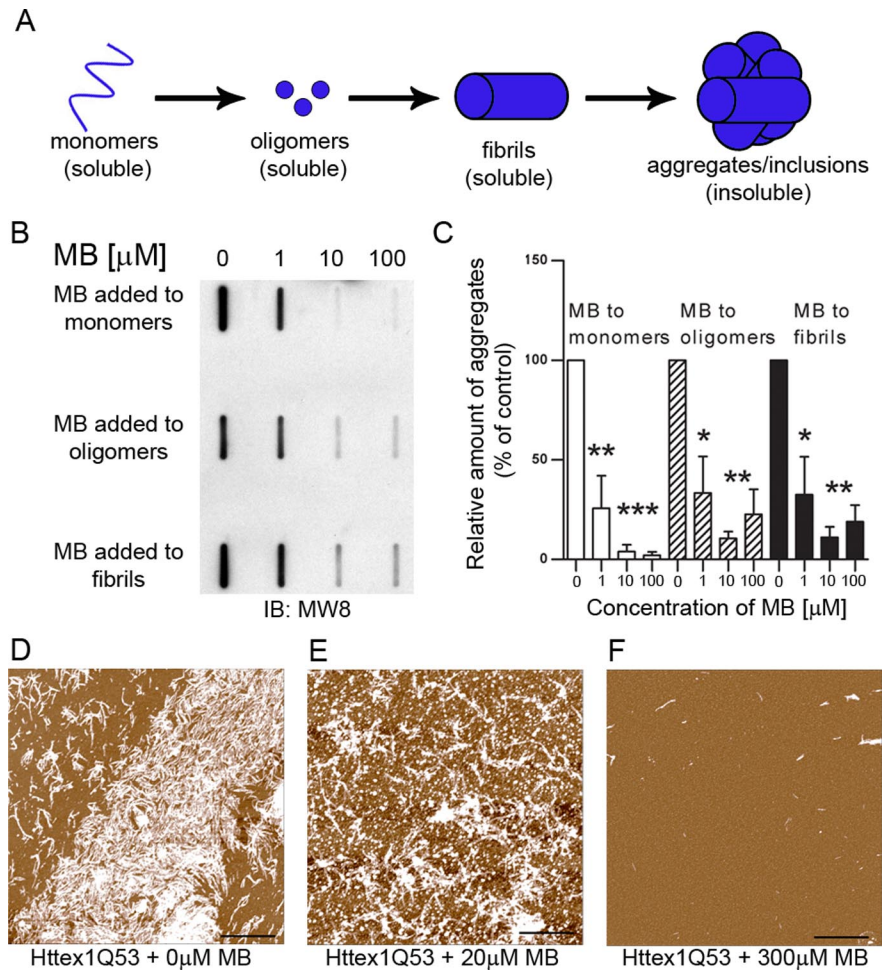 A
monomers
(soluble)
oligomers
(soluble)
fibrils
(soluble)
aggregates/inclusions
(insoluble)
B
MB [μM] 0 1 10 100
MB added to
monomers
MB added to
oligomers
MB added to
fibrils
IB: MW8
C
Relative amount of aggregates
(% of control)
150
100
50
0
MB to
monomers
MB to
oligomers
MB to
fibrils
** *** * ** * **
0 1 10 100 0 1 10 100 0 1 10 100
Concentration of MB [μM]
D
Httex1Q53 + 0μM MB
E
Httex1Q53 + 20μM MB
F
Httex1Q53 + 300μM MB